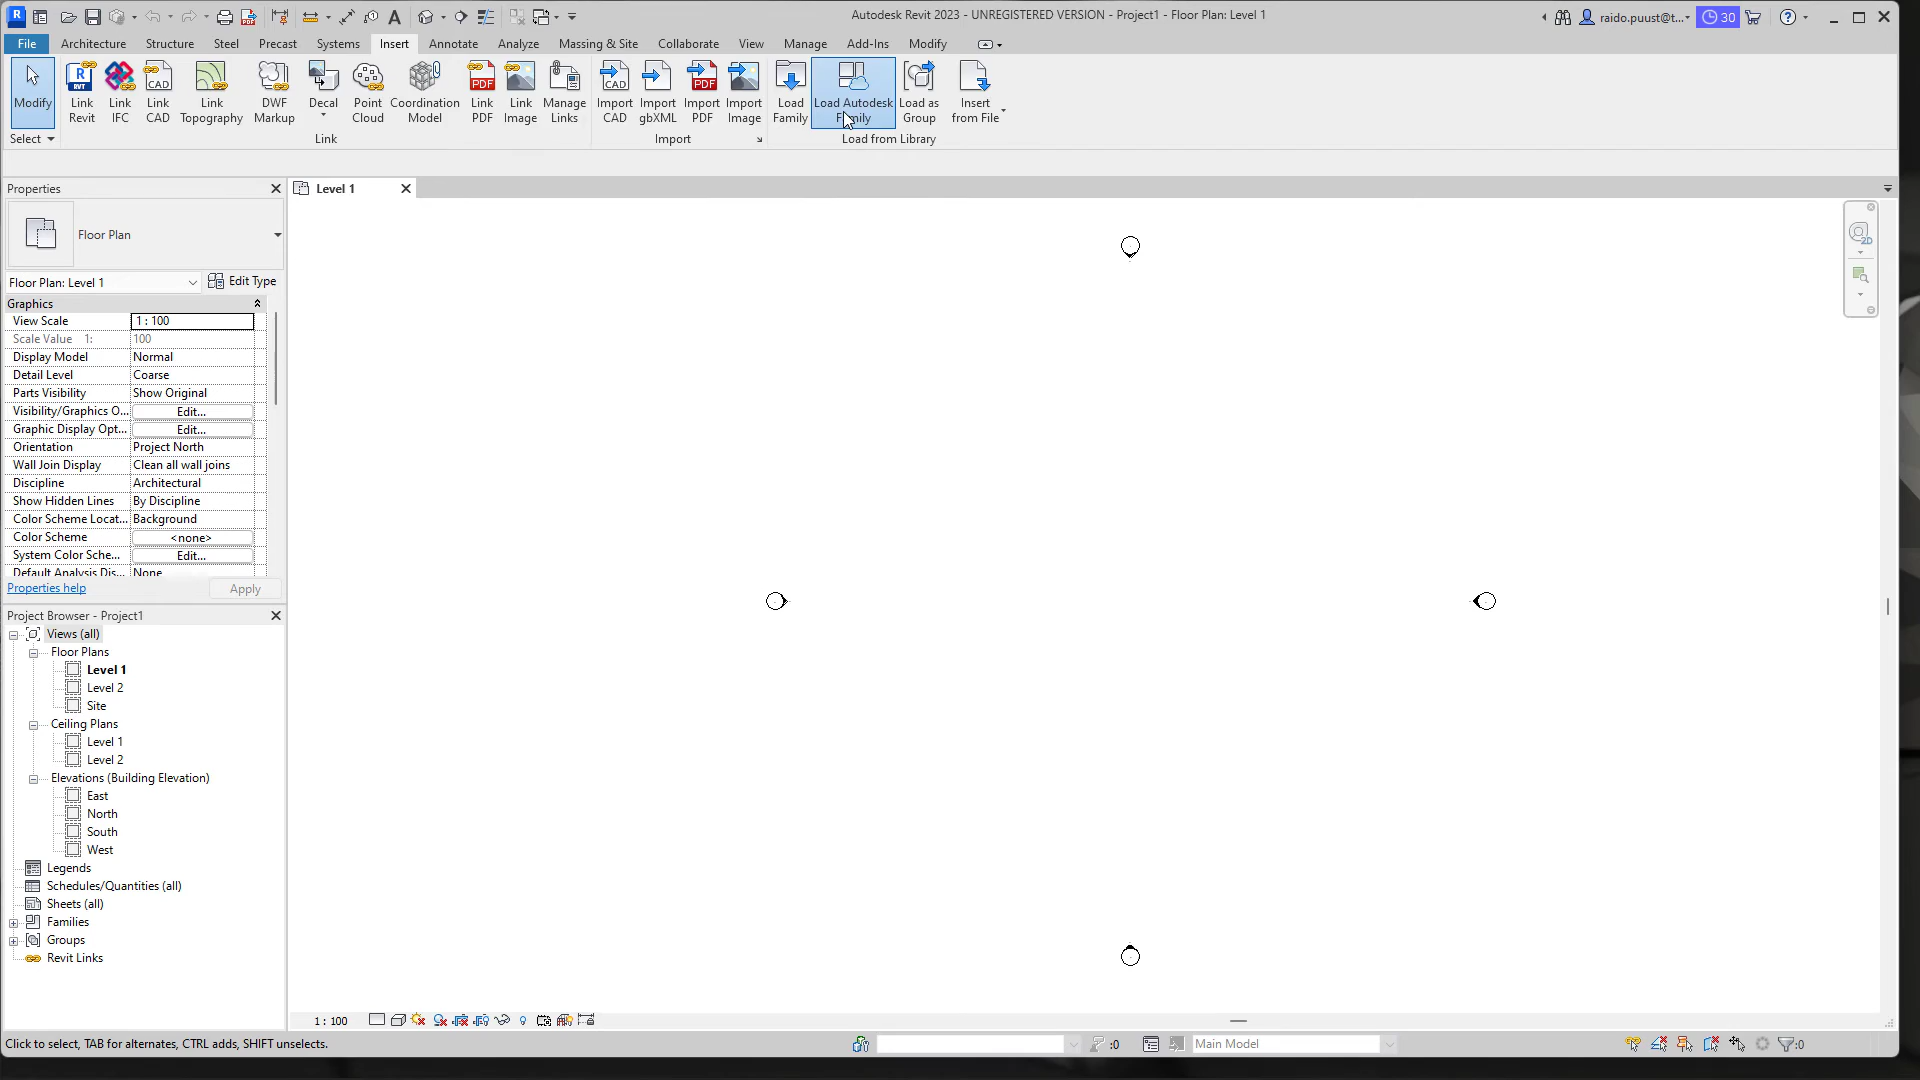 R
Autodesk Revit 2023 - UNREGISTERED VERSION - Project1 - Floor Plan: Level 1
raido.puust@t...
30
File Architecture Structure Steel Precast Systems Insert Annotate Analyze Massing & Site Collaborate View Manage Add-Ins Modify
Modify
Link Revit
Link IFC
Link CAD
Link Topography
DWF Markup
Decal
Point Cloud
Coordination Model
Link PDF
Link Image
Manage Links
Import CAD
Import gbXML
Import PDF
Import Image
Load Family
Load Autodesk Family
Load as Group
Insert from File
Select Link Import Load from Library
Properties
Level 1
Floor Plan
Floor Plan: Level 1 Edit Type
Graphics
View Scale 1 : 100
Scale Value 1: 100
Display Model Normal
Detail Level Coarse
Parts Visibility Show Original
Visibility/Graphics O... Edit...
Graphic Display Opt... Edit...
Orientation Project North
Wall Join Display Clean all wall joins
Discipline Architectural
Show Hidden Lines By Discipline
Color Scheme Locat... Background
Color Scheme <none>
System Color Sche... Edit...
Default Analysis Dis... None
Properties help Apply
Project Browser - Project1
Views (all)
Floor Plans
Level 1
Level 2
Site
Ceiling Plans
Level 1
Level 2
Elevations (Building Elevation)
East
North
South
West
Legends
Schedules/Quantities (all)
Sheets (all)
Families
Groups
Revit Links
1 : 100
Click to select, TAB for alternates, CTRL adds, SHIFT unselects.
:0
Main Model
:0